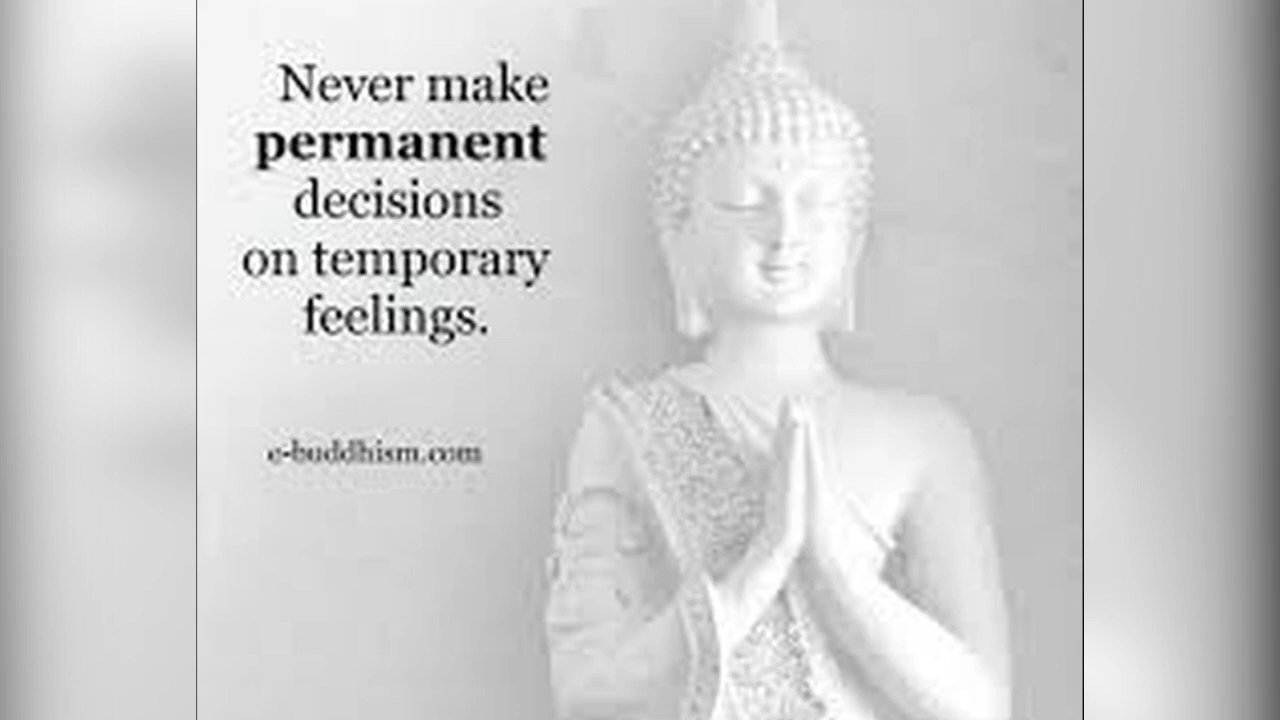 Never make
permanent
decisions
on temporary
feelings.
e-buddhism.com